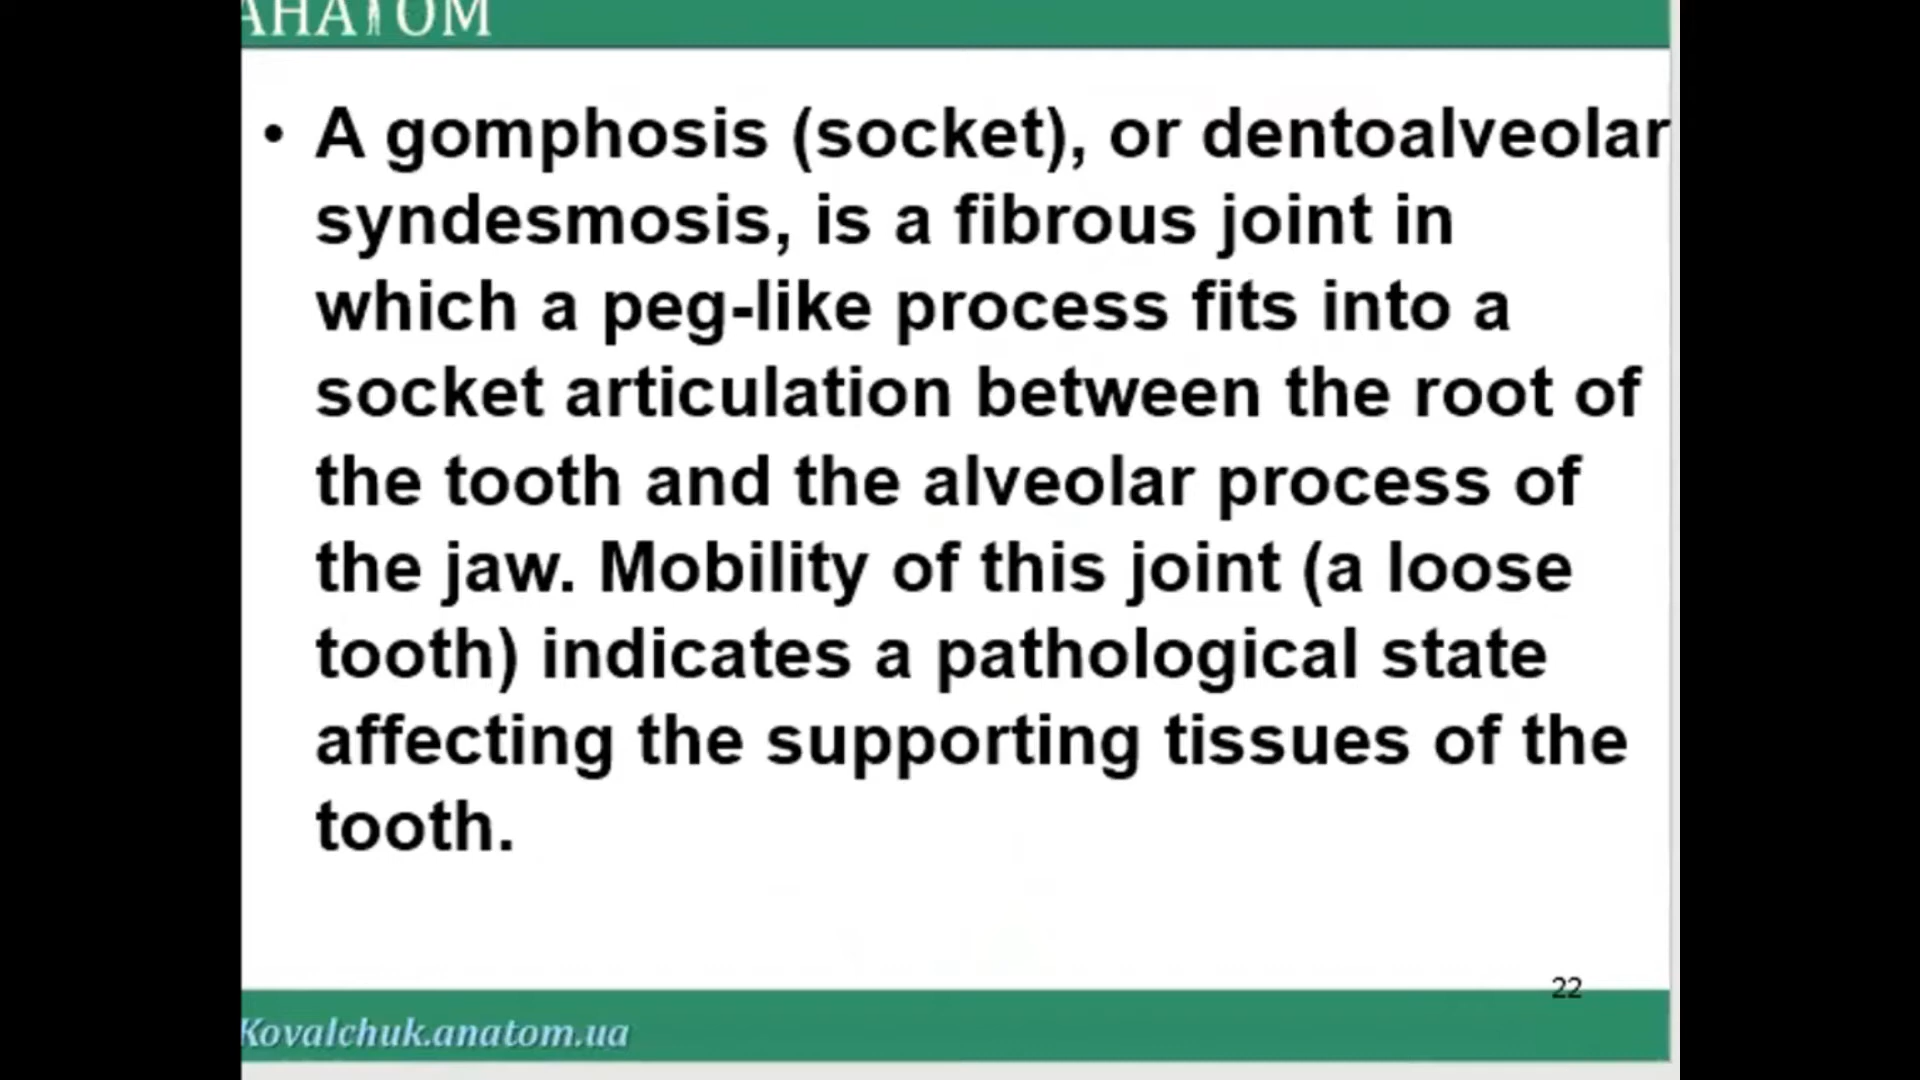 АНАТОМ
• A gomphosis (socket), or dentoalveolar
syndesmosis, is a fibrous joint in
which a peg-like process fits into a
socket articulation between the root of
the tooth and the alveolar process of
the jaw. Mobility of this joint (a loose
tooth) indicates a pathological state
affecting the supporting tissues of the
tooth.
22
Kovalchuk.anatom.ua